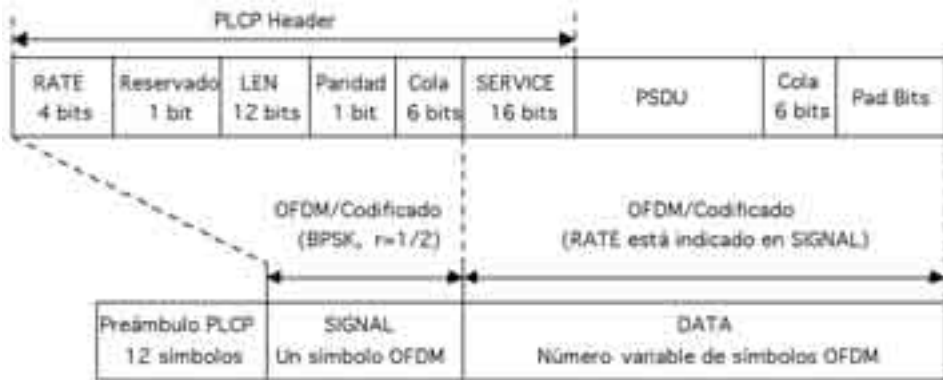 PLCP Header
RATE
4 bits
Reservado
1 bit
LEN
12 bits
Paridad
1 bit
Cola
6 bits
SERVICE
16 bits
PSDU
Cola
6 bits
Pad Bits
OFDM/Codificado
(BPSK, r=1/2)
OFDM/Codificado
(RATE está indicado en SIGNAL)
Preámbulo PLCP
12 símbolos
SIGNAL
Un símbolo OFDM
DATA
Número variable de símbolos OFDM